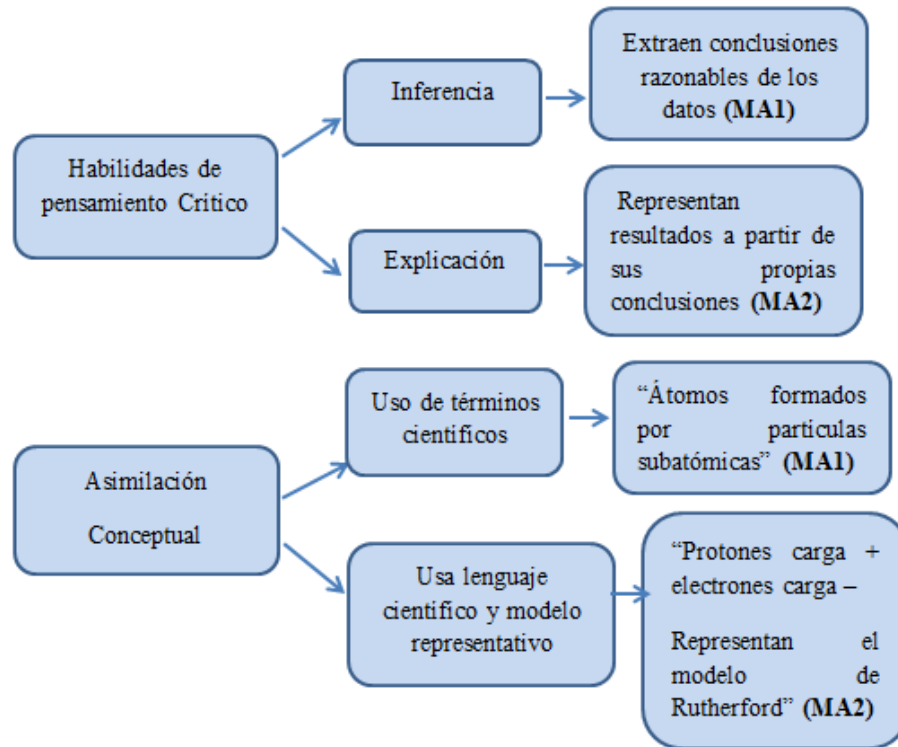 Habilidades de
pensamiento Critico
Inferencia
Extraen conclusiones
razonables de los
datos (MA1)
Explicación
Representan
resultados a partir de
sus propias
conclusiones (MA2)
Asimilación
Conceptual
Uso de términos
científicos
“Átomos formados
por particulas
subatómicas” (MA1)
Usa lenguaje
científico y modelo
representativo
“Protones carga +
electrones carga –
Representan el
modelo de
Rutherford” (MA2)